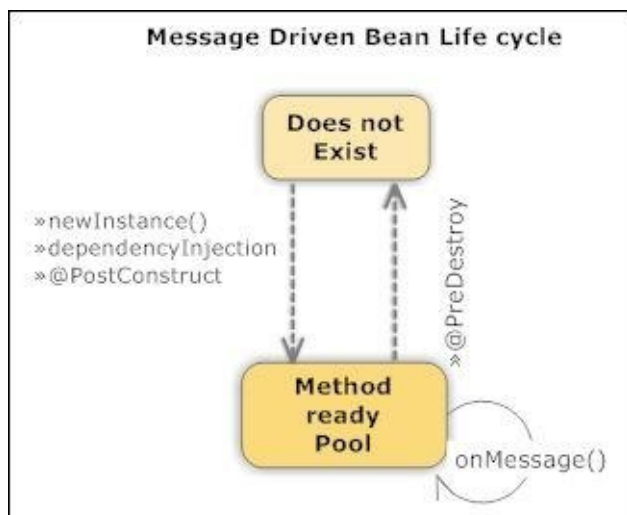 Message Driven Bean Life cycle
Does not
Exist
»newInstance()
»dependencyInjection
»@PostConstruct
»@PreDestroy
Method
ready
Pool
onMessage()